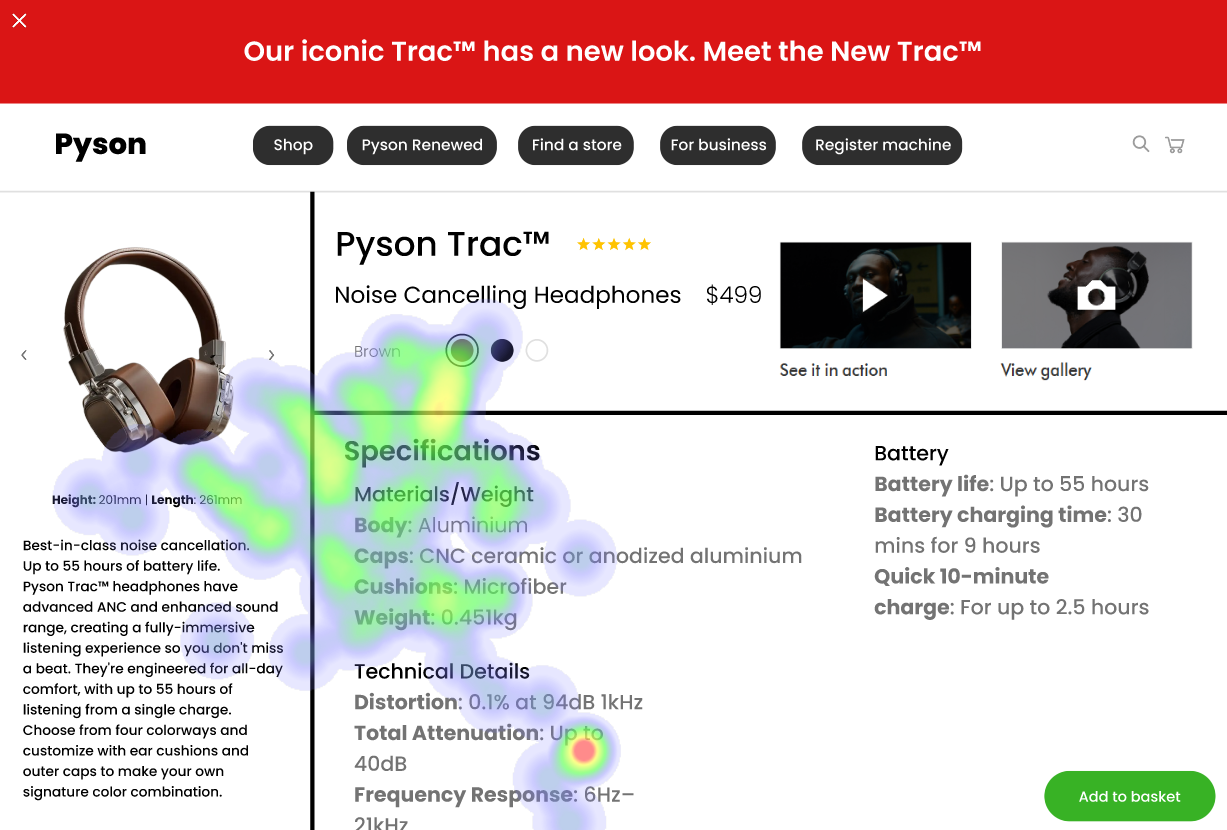 Our iconic Trac™ has a new look. Meet the New Trac™
Pyson
Shop
Pyson Renewed
Find a store
For business
Register machine
Pyson Trac™
Noise Cancelling Headphones $499
Brown
See it in action
View gallery
Height: 201mm | Length: 261mm
Best-in-class noise cancellation.
Up to 55 hours of battery life.
Pyson Trac™ headphones have
advanced ANC and enhanced sound
range, creating a fully-immersive
listening experience so you don't miss
a beat. They're engineered for all-day
comfort, with up to 55 hours of
listening from a single charge.
Choose from four colorways and
customize with ear cushions and
outer caps to make your own
signature color combination.
Specifications
Materials/Weight
Body: Aluminium
Caps: CNC ceramic or anodized aluminium
Cushions: Microfiber
Weight: 0.451kg
Technical Details
Distortion: 0.1% at 94dB 1kHz
Total Attenuation: Up to
40dB
Frequency Response: 6Hz–
21kHz
Battery
Battery life: Up to 55 hours
Battery charging time: 30
mins for 9 hours
Quick 10-minute
charge: For up to 2.5 hours
Add to basket